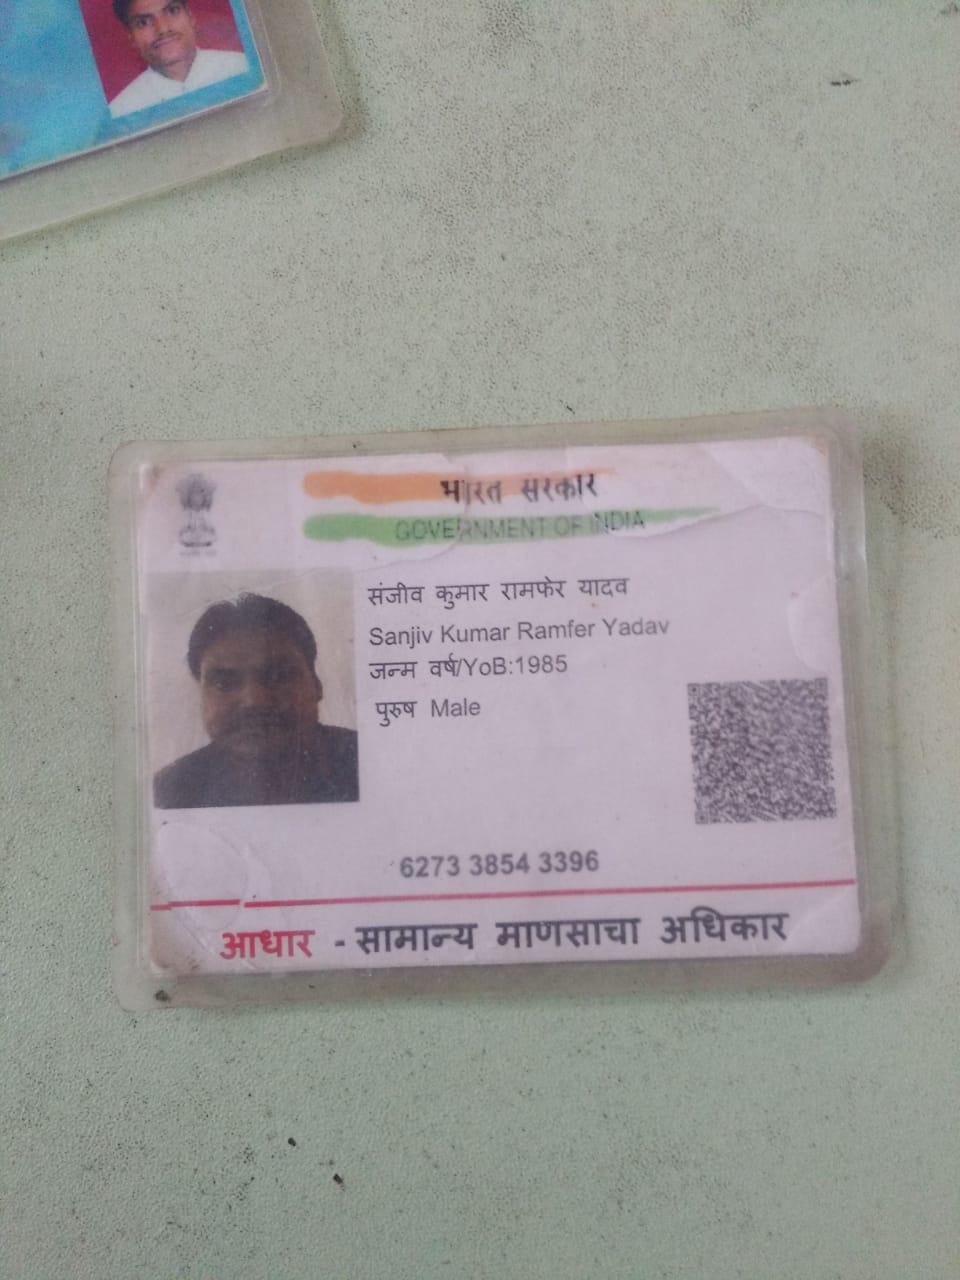 भारत सरकार
GOVERNMENT OF INDIA
संजीव कुमार रामफेर यादव
Sanjiv Kumar Ramfer Yadav
जन्म वर्ष/YoB:1985
पुरुष Male
6273 3854 3396
आधार - सामान्य माणसाचा अधिकार